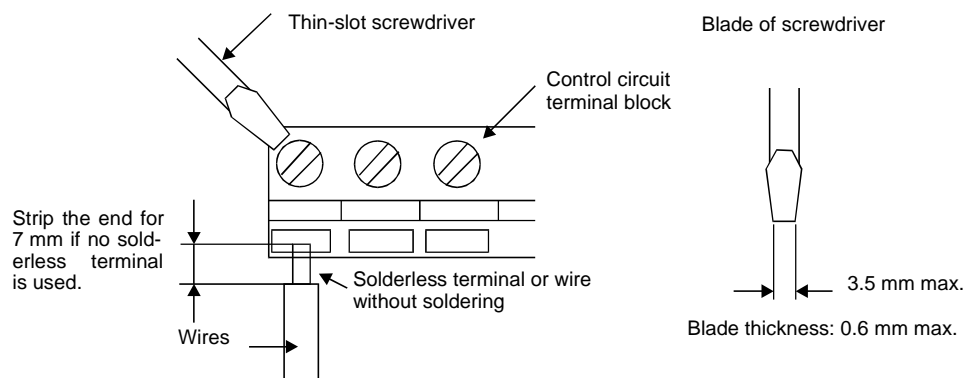 Thin-slot screwdriver
Blade of screwdriver
Control circuit
terminal block
Strip the end for
7 mm if no sold-
erless terminal
is used.
Solderless terminal or wire
without soldering
Wires
3.5 mm max.
Blade thickness: 0.6 mm max.